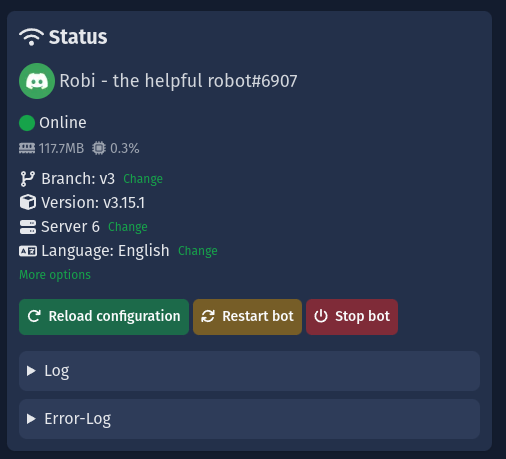 Status
Robi - the helpful robot#6907
Online
117.7MB 0.3%
Branch: v3 Change
Version: v3.15.1
Server 6 Change
Language: English Change
More options
Reload configuration Restart bot Stop bot
Log
Error-Log